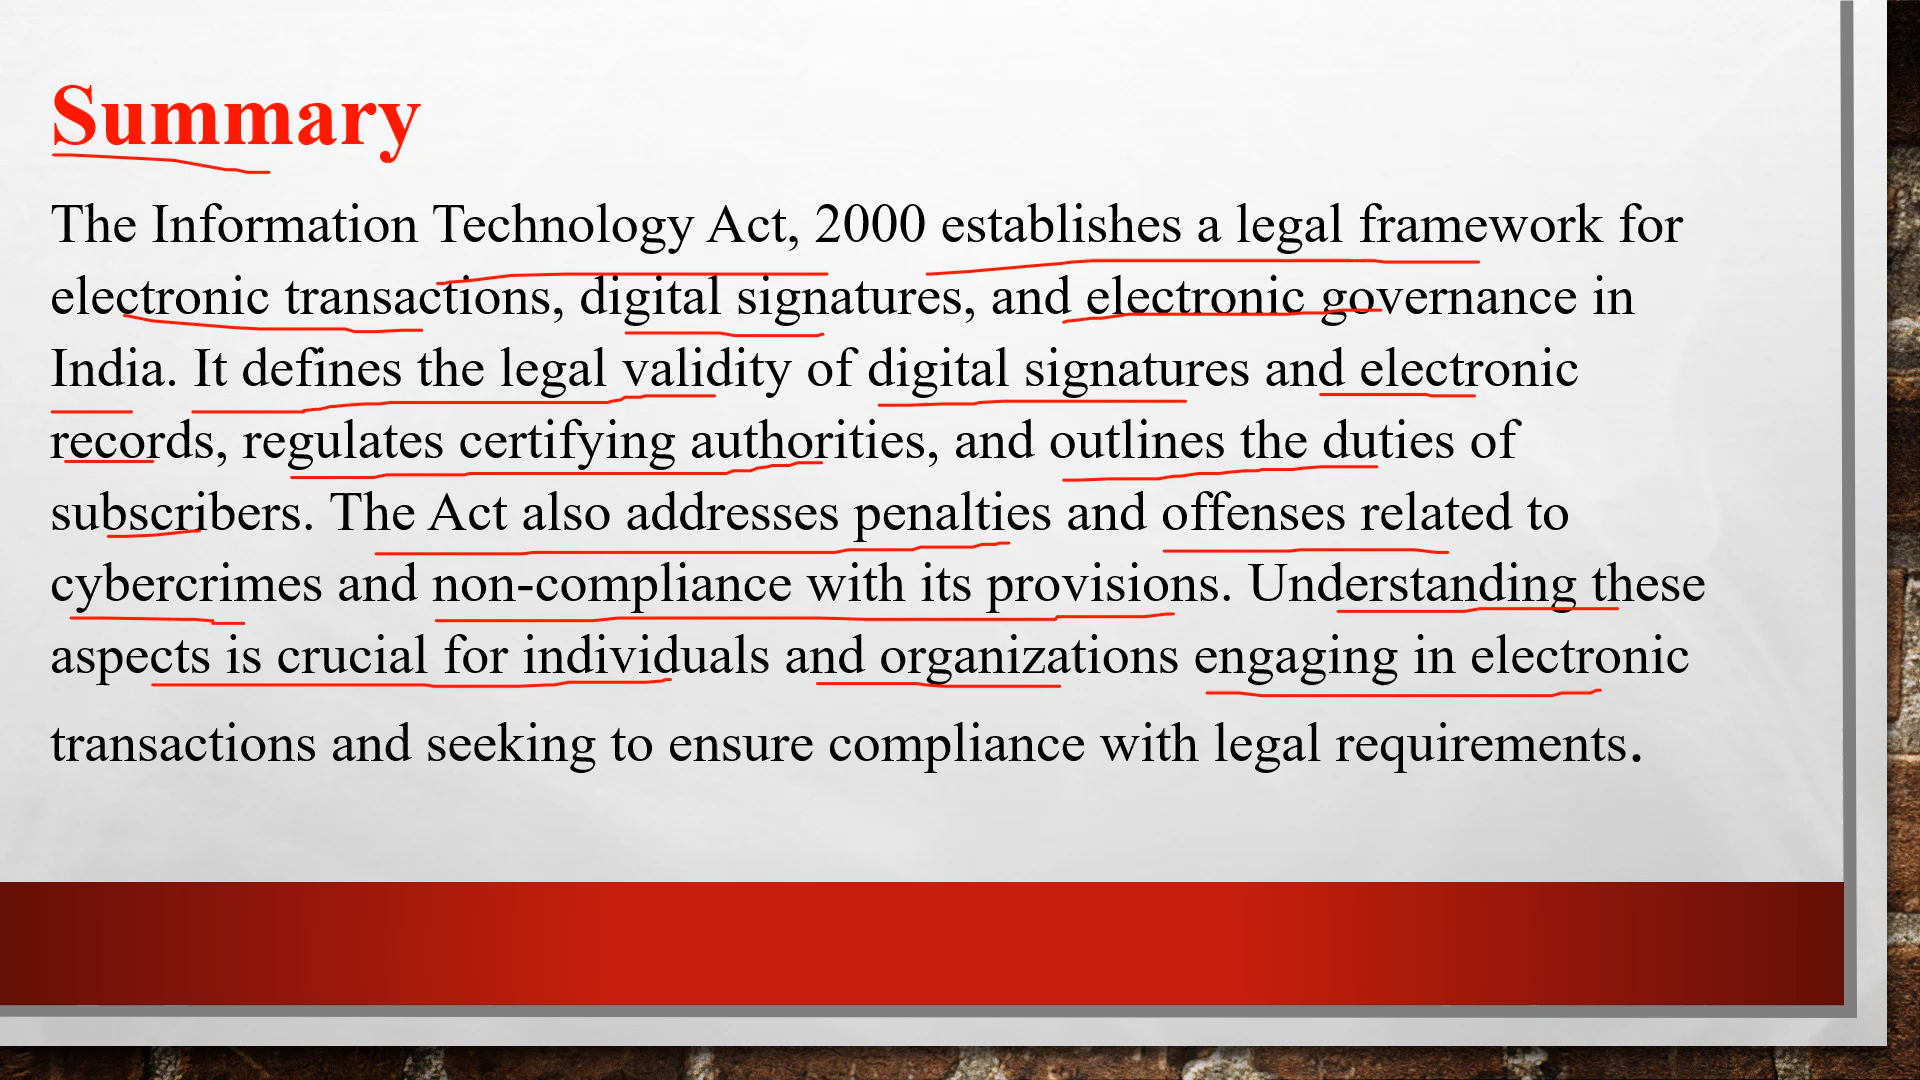 Summary
The Information Technology Act, 2000 establishes a legal framework for
electronic transactions, digital signatures, and electronic governance in
India. It defines the legal validity of digital signatures and electronic
records, regulates certifying authorities, and outlines the duties of
subscribers. The Act also addresses penalties and offenses related to
cybercrimes and non-compliance with its provisions. Understanding these
aspects is crucial for individuals and organizations engaging in electronic
transactions and seeking to ensure compliance with legal requirements.